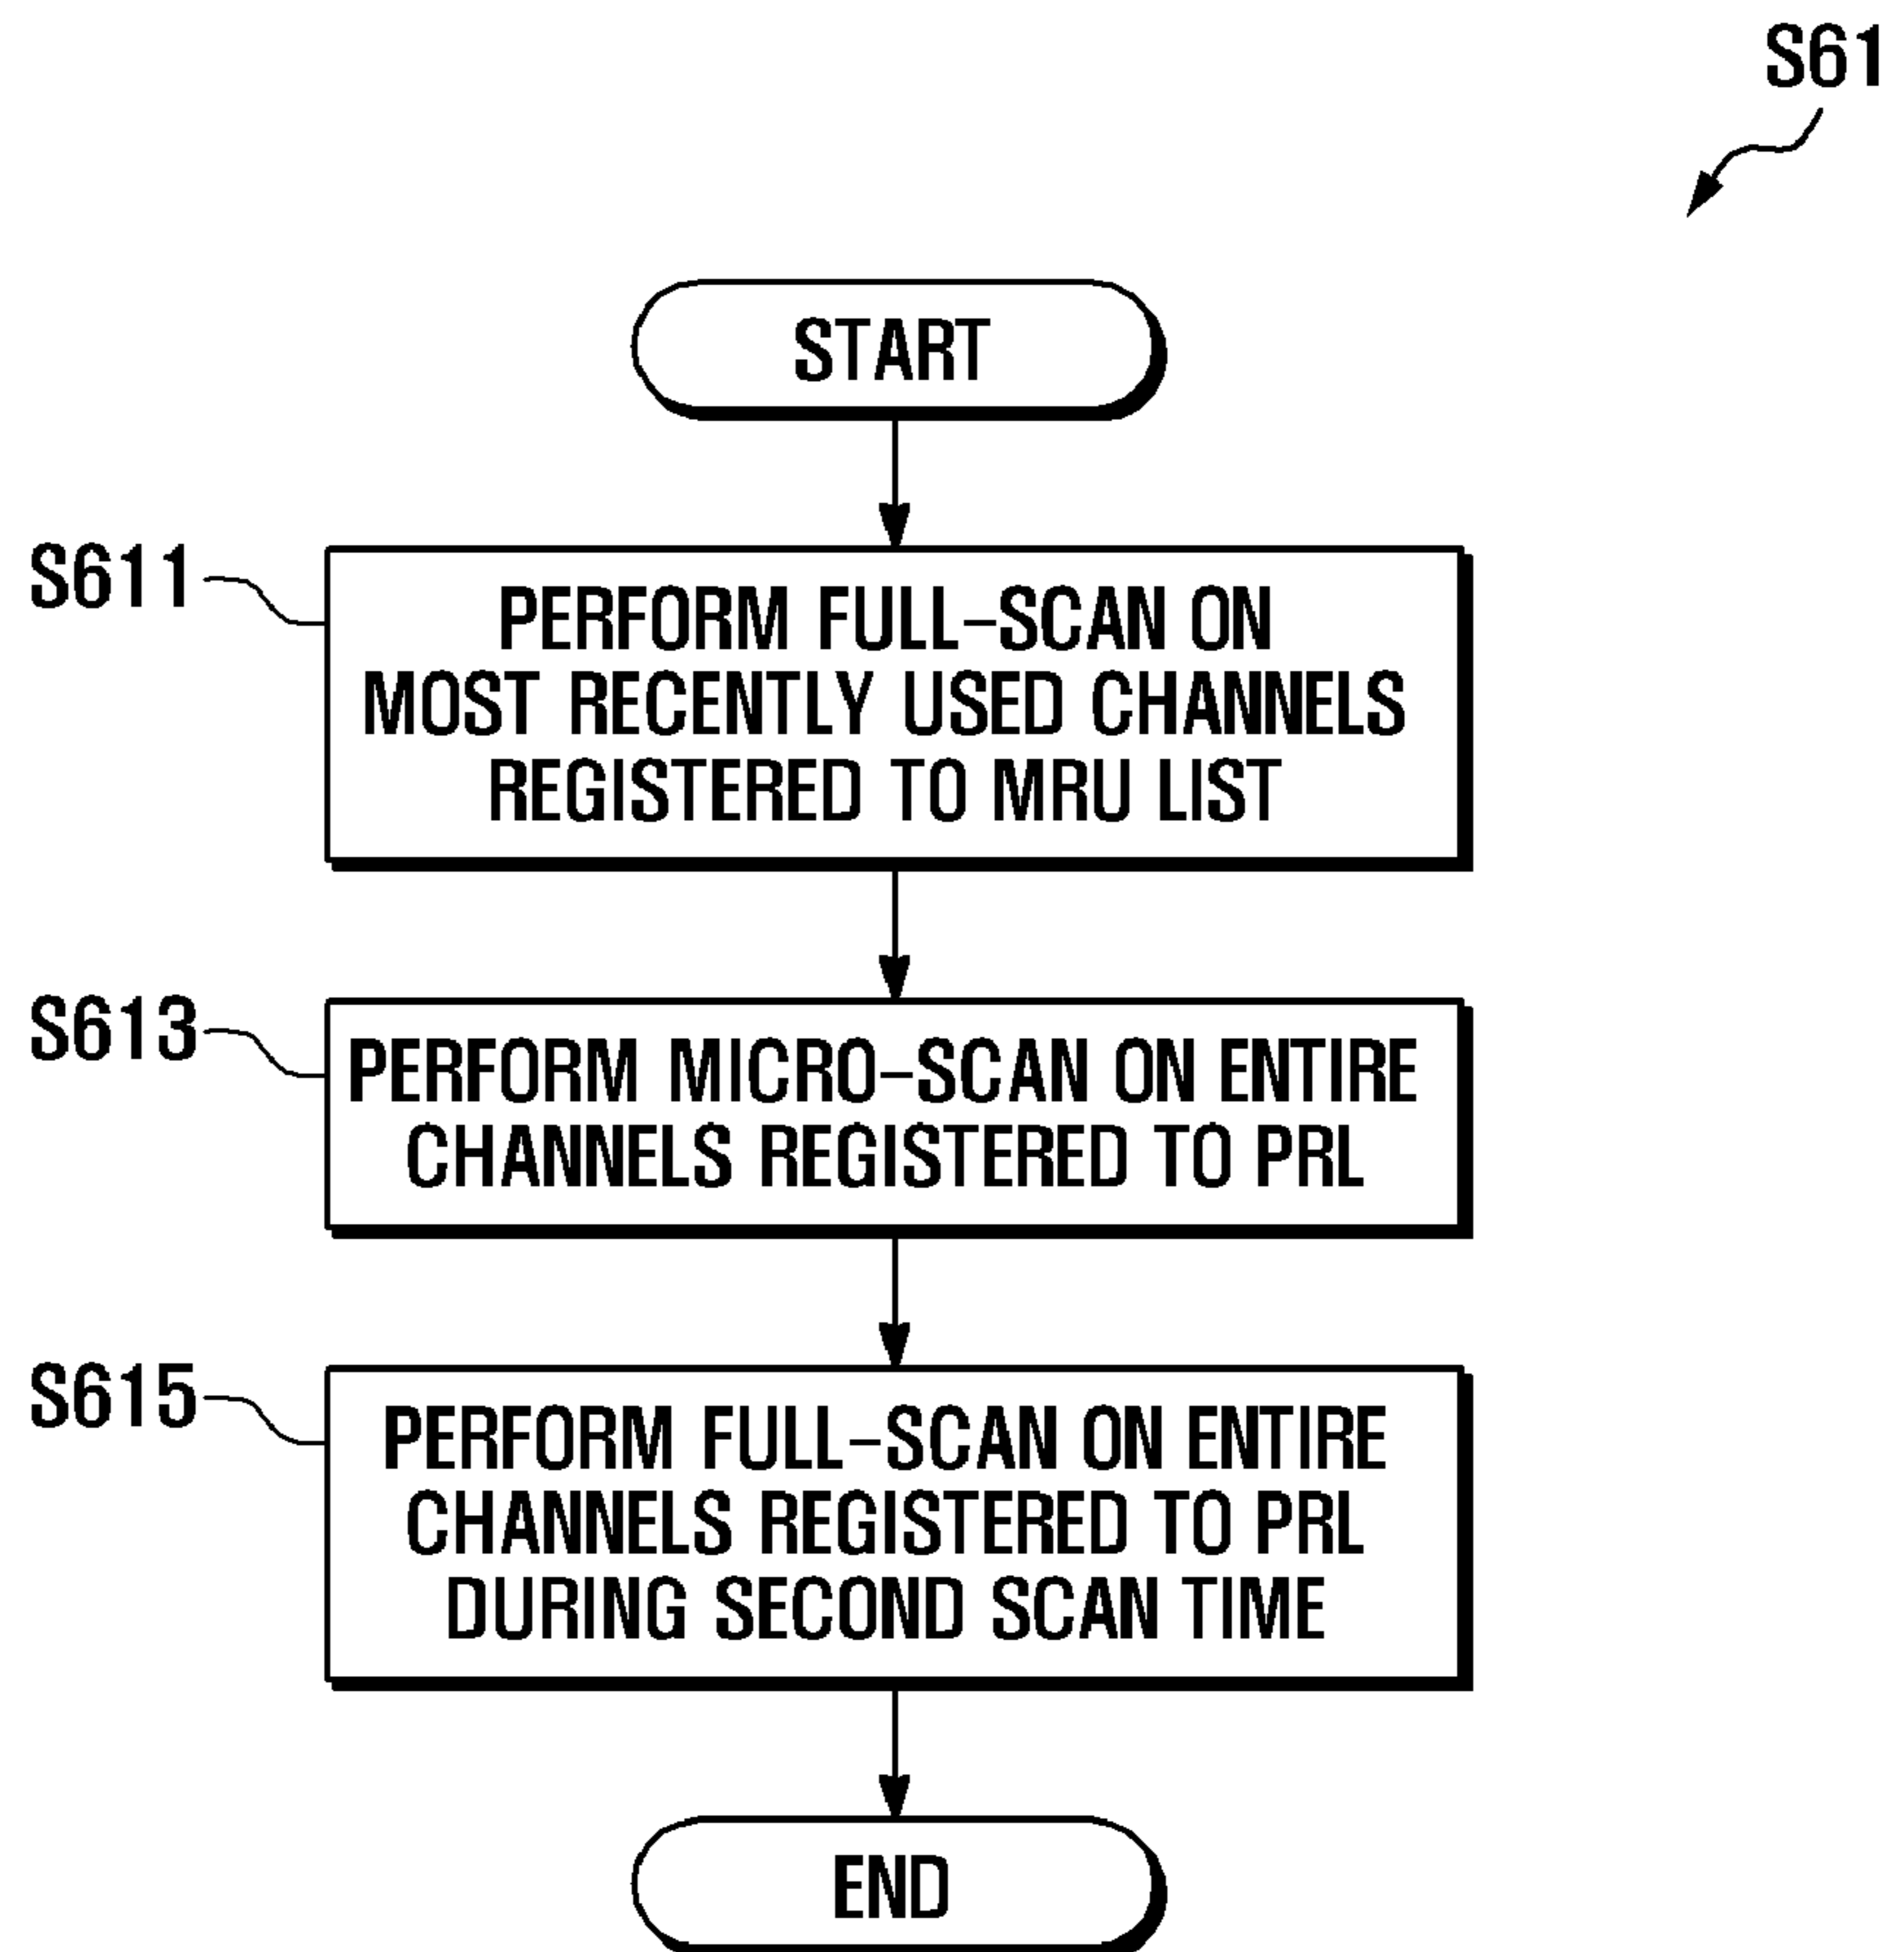 S61
START
S611
PERFORM FULL-SCAN ON
MOST RECENTLY USED CHANNELS
REGISTERED TO MRU LIST
S613
PERFORM MICRO-SCAN ON ENTIRE
CHANNELS REGISTERED TO PRL
S615
PERFORM FULL-SCAN ON ENTIRE
CHANNELS REGISTERED TO PRL
DURING SECOND SCAN TIME
END